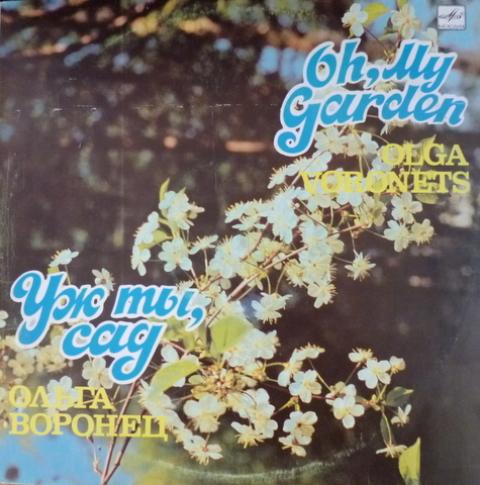 Oh, My
Garden
OLGA
VORONETS
Уж ты,
сад
ОЛЬГА
ВОРОНЕЦ